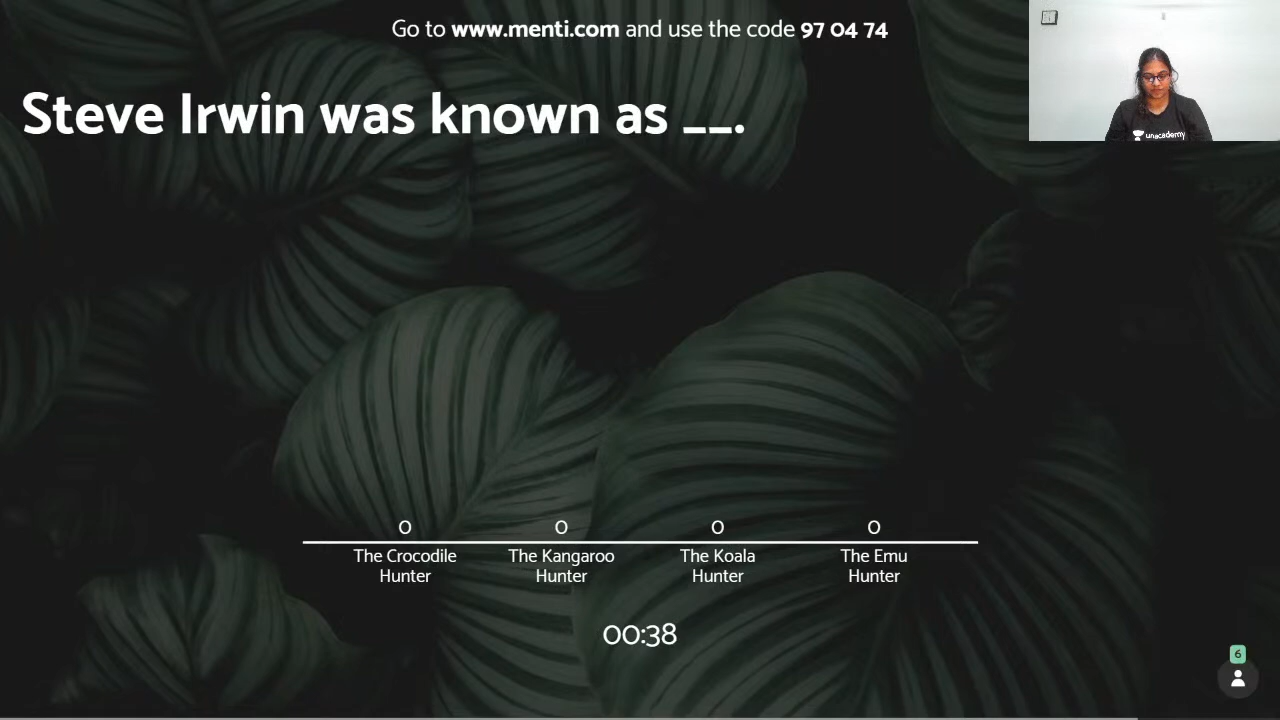 Go to www.menti.com and use the code 97 04 74
Steve Irwin was known as __.
unacademy
0 0 0 0
The Crocodile Hunter
The Kangaroo Hunter
The Koala Hunter
The Emu Hunter
00:38
6